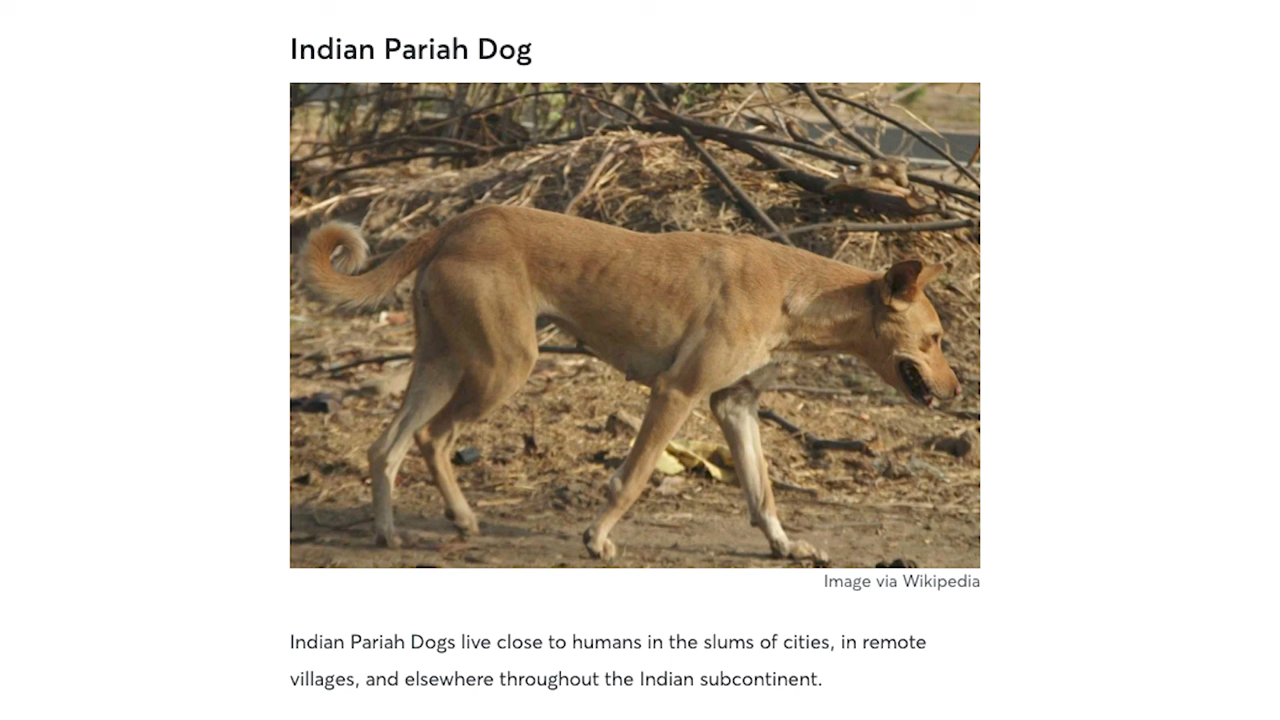 Indian Pariah Dog
Image via Wikipedia
Indian Pariah Dogs live close to humans in the slums of cities, in remote
villages, and elsewhere throughout the Indian subcontinent.